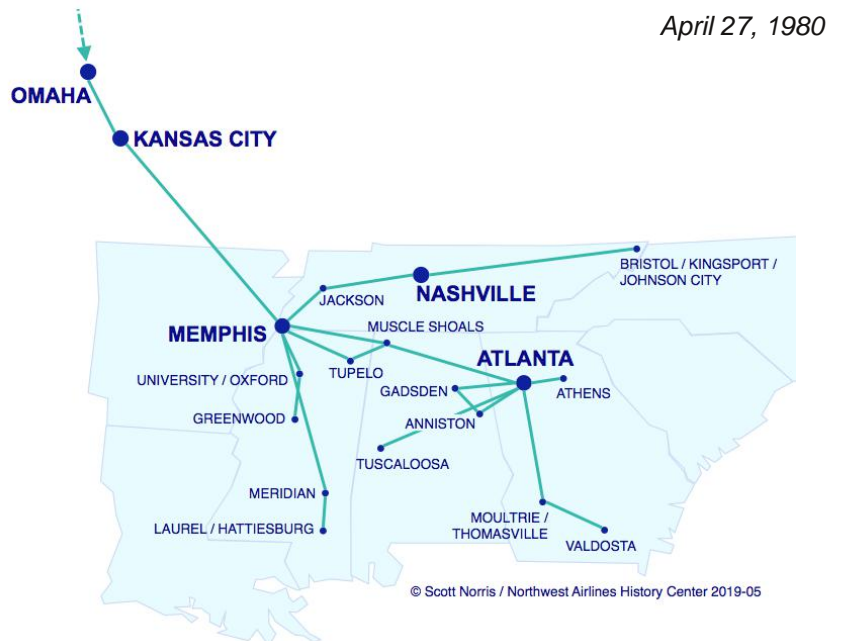 April 27, 1980
OMAHA
KANSAS CITY
BRISTOL / KINGSPORT /
JOHNSON CITY
JACKSON
NASHVILLE
MEMPHIS
MUSCLE SHOALS
ATLANTA
UNIVERSITY / OXFORD
TUPELO
GADSDEN
ATHENS
GREENWOOD
ANNISTON
TUSCALOOSA
MERIDIAN
LAUREL / HATTIESBURG
MOULTRIE /
THOMASVILLE
VALDOSTA
© Scott Norris / Northwest Airlines History Center 2019-05